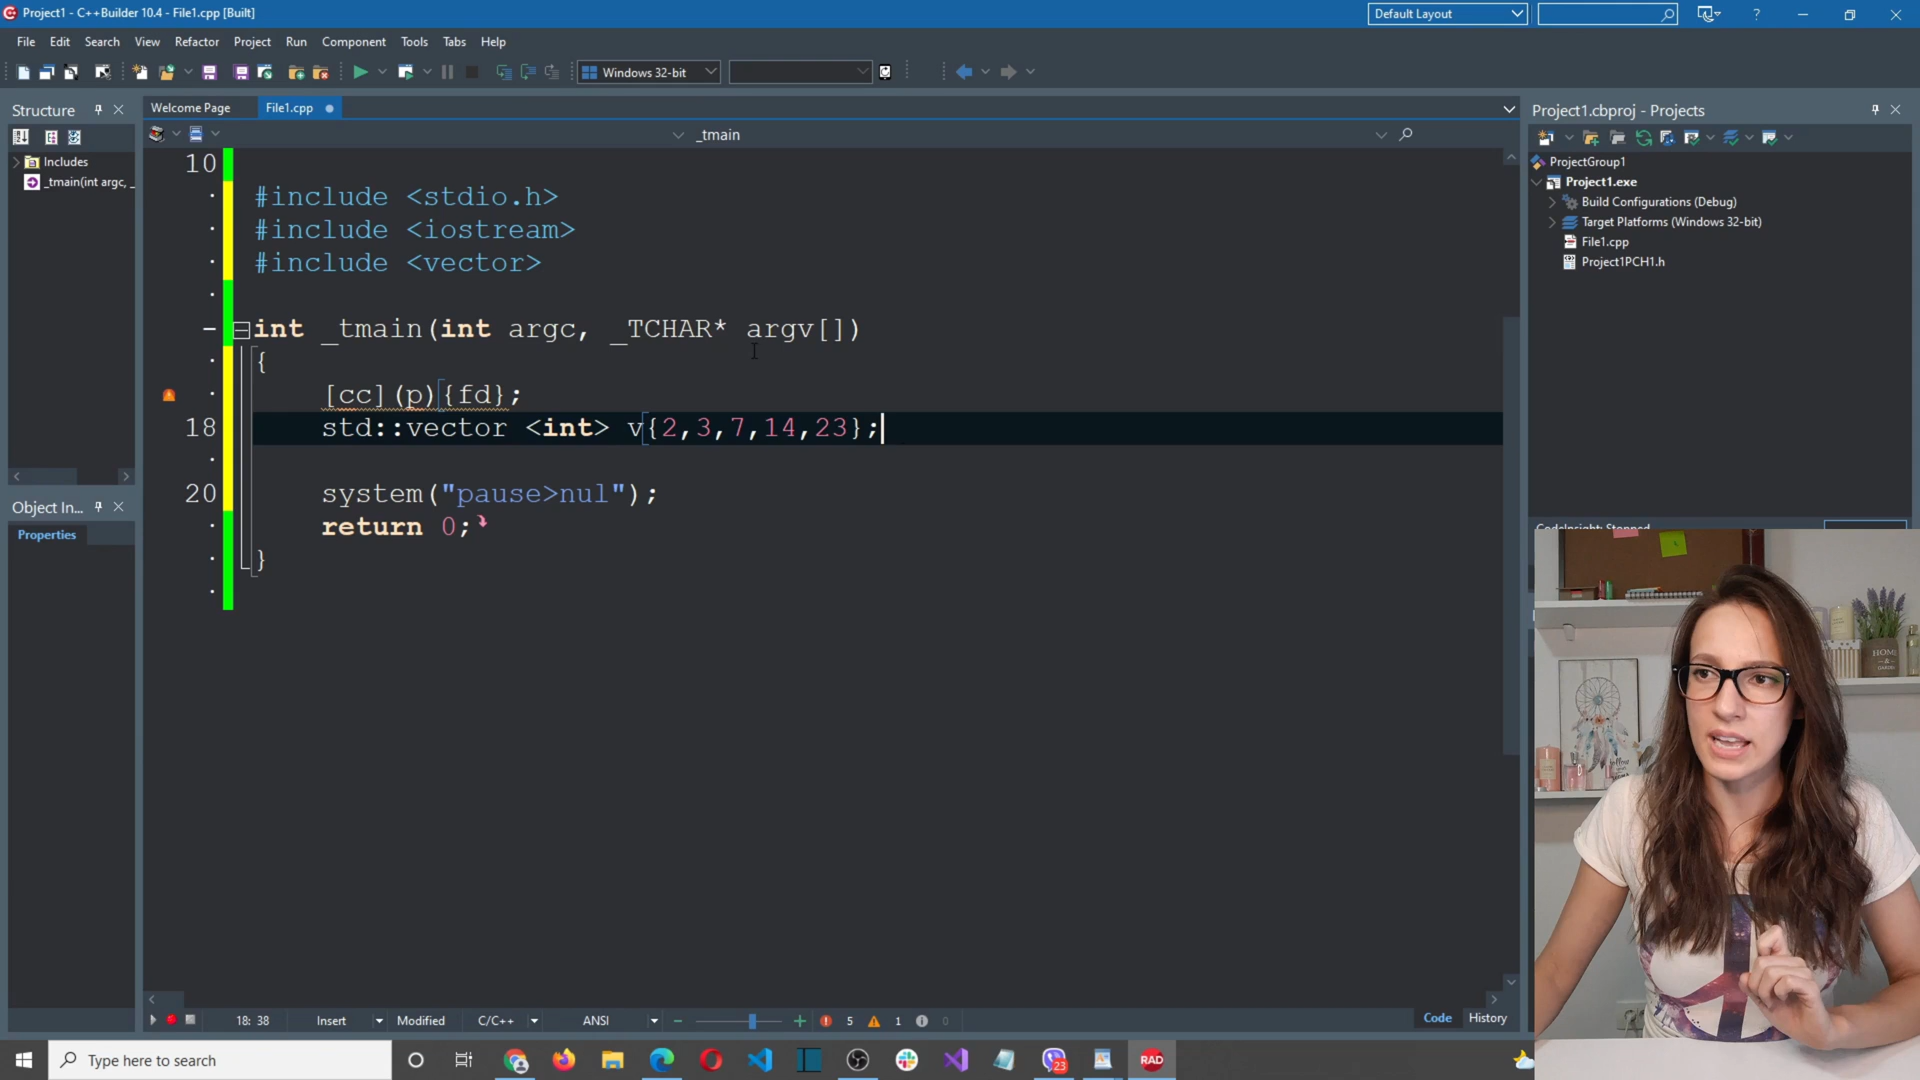 Project1 - C++Builder 10.4 - File1.cpp [Built]
Default Layout
File Edit Search View Refactor Project Run Component Tools Tabs Help
Windows 32-bit
Structure
Welcome Page
File1.cpp
Project1.cbproj - Projects
_tmain
Includes
_tmain(int argc, _
ProjectGroup1
Project1.exe
Build Configurations (Debug)
Target Platforms (Windows 32-bit)
File1.cpp
Project1PCH1.h
10
#include <stdio.h>
#include <iostream>
#include <vector>
int _tmain(int argc, _TCHAR* argv[])
{
[cc](p){fd};
18 std::vector <int> v{2,3,7,14,23};
20 system("pause>nul");
return 0;
}
Object In...
Properties
CodeInsight: Stopped
HOME
18: 38 Insert Modified C/C++ ANSI 5 1 0
Code History
Type here to search
23
RAD